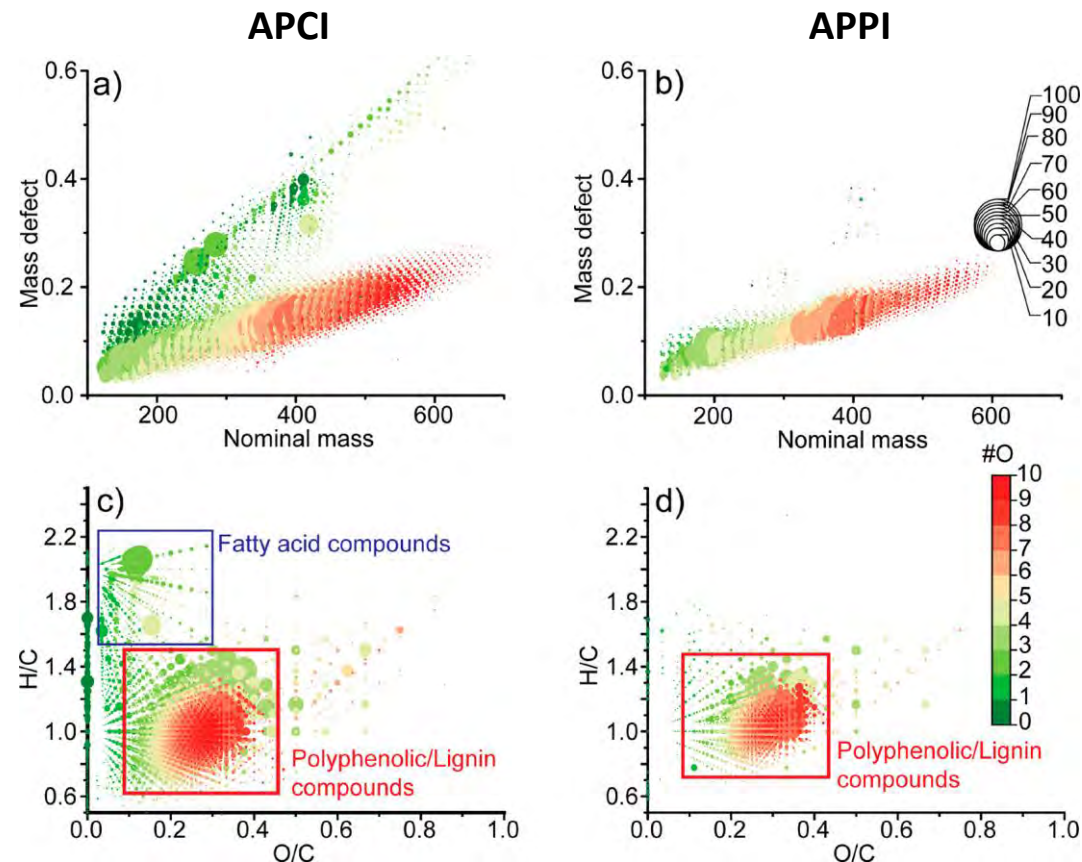 APCI
APPI
a)
0.6
0.4
0.2
0.0
Mass defect
200
400
600
Nominal mass
b)
0.6
0.4
0.2
0.0
Mass defect
200
400
600
Nominal mass
100
90
80
70
60
50
40
30
20
10
c)
2.2
1.8
1.4
1.0
0.6
H/C
Fatty acid compounds
Polyphenolic/Lignin
compounds
0.0
0.2
0.4
0.6
0.8
1.0
O/C
d)
2.2
1.8
1.4
1.0
0.6
H/C
Polyphenolic/Lignin
compounds
0.0
0.2
0.4
0.6
0.8
1.0
O/C
#O
10
9
8
7
6
5
4
3
2
1
0